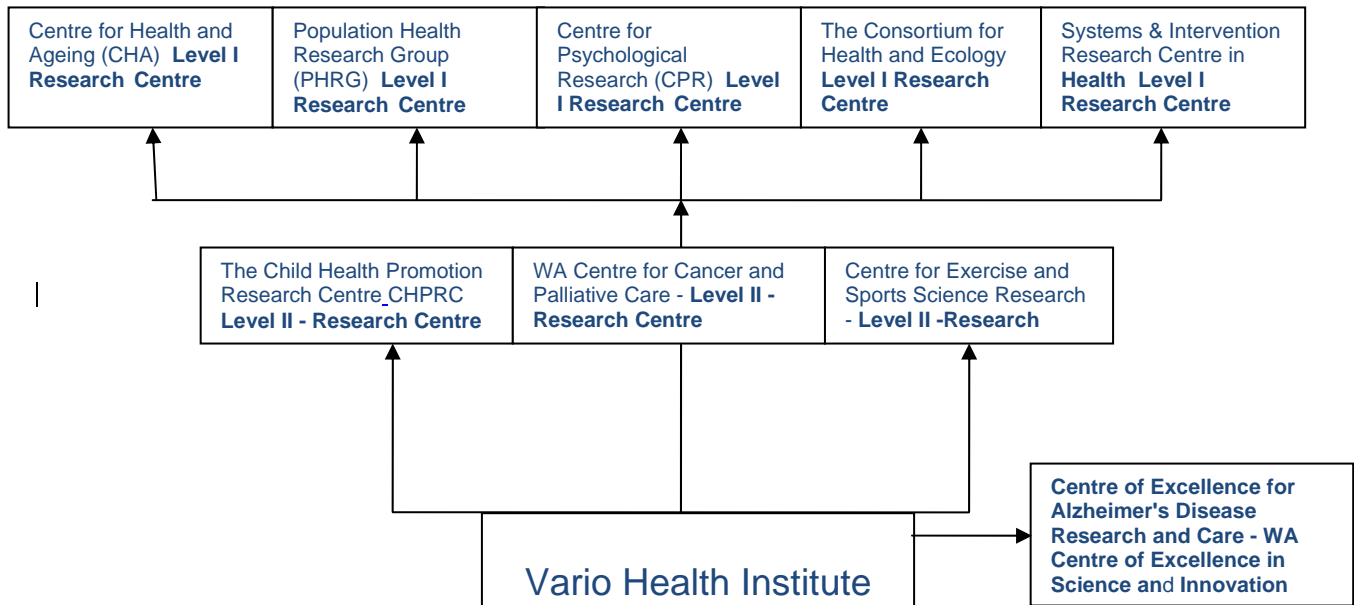 Centre for Health and
Ageing (CHA) Level I
Research Centre
Population Health
Research Group
(PHRG) Level I
Research Centre
Centre for
Psychological
Research (CPR) Level
I Research Centre
The Consortium for
Health and Ecology
Level I Research
Centre
Systems & Intervention
Research Centre in
Health Level I
Research Centre
The Child Health Promotion
Research Centre CHPRC
Level II - Research Centre
WA Centre for Cancer and
Palliative Care - Level II -
Research Centre
Centre for Exercise and
Sports Science Research
- Level II -Research
Centre of Excellence for
Alzheimer's Disease
Research and Care - WA
Centre of Excellence in
Science and Innovation
Vario Health Institute